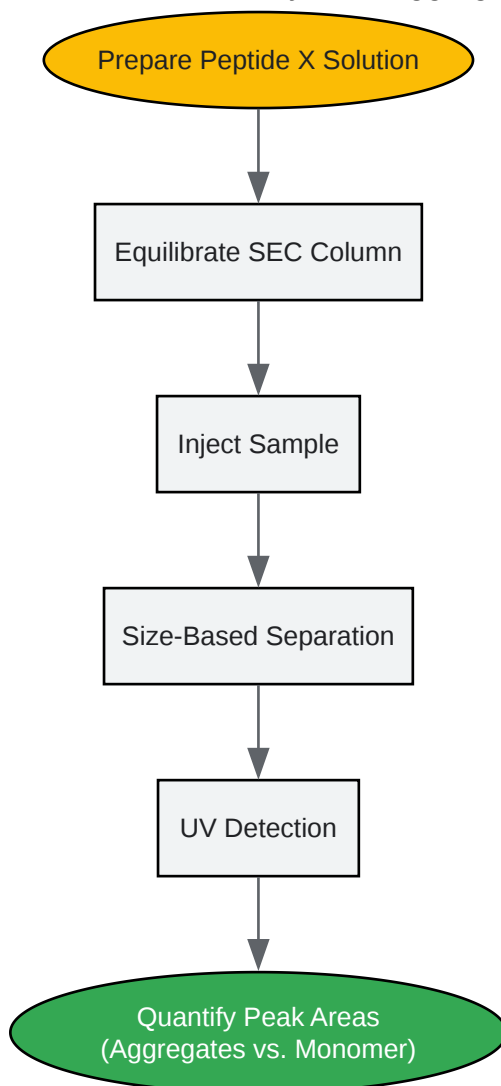 Prepare Peptide X Solution
Equilibrate SEC Column
Inject Sample
Size-Based Separation
UV Detection
Quantify Peak Areas
(Aggregates vs. Monomer)